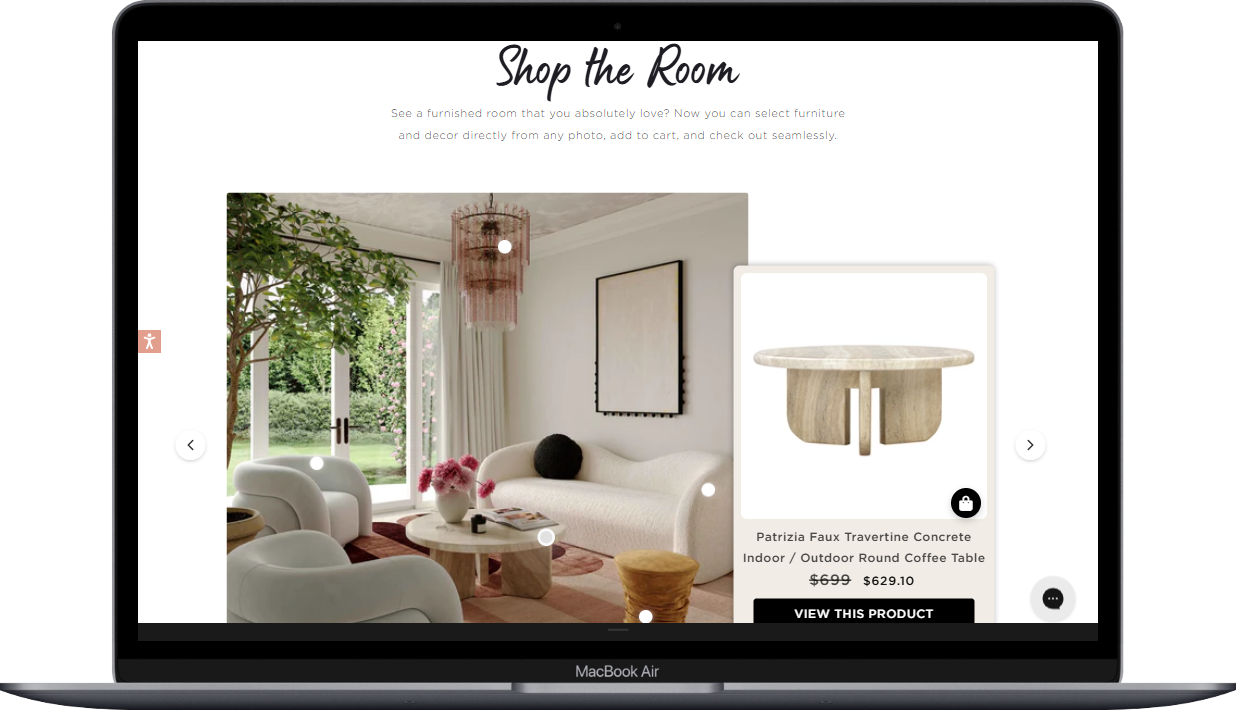 Shop the Room
See a furnished room that you absolutely love? Now you can select furniture
and decor directly from any photo, add to cart, and check out seamlessly.
Patrizia Faux Travertine Concrete
Indoor / Outdoor Round Coffee Table
$699 $629.10
VIEW THIS PRODUCT
MacBook Air